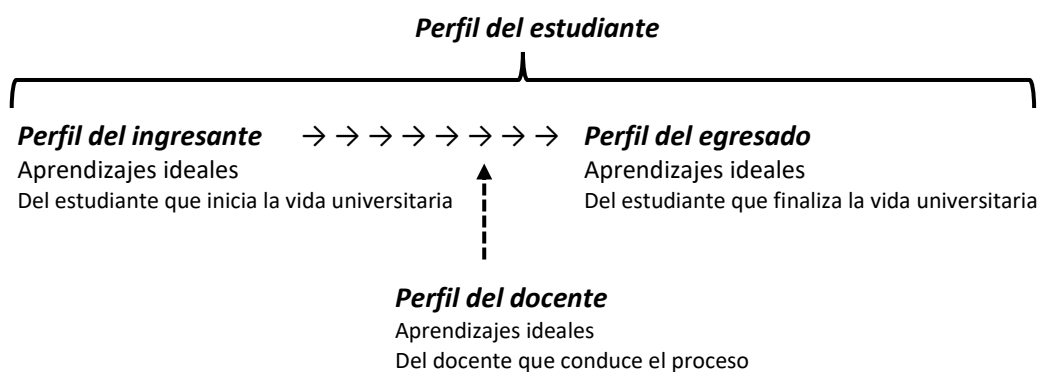 Perfil del estudiante
Perfil del ingresante → → → → → → → → Perfil del egresado
Aprendizajes ideales Aprendizajes ideales
Del estudiante que inicia la vida universitaria Del estudiante que finaliza la vida universitaria
Perfil del docente
Aprendizajes ideales
Del docente que conduce el proceso